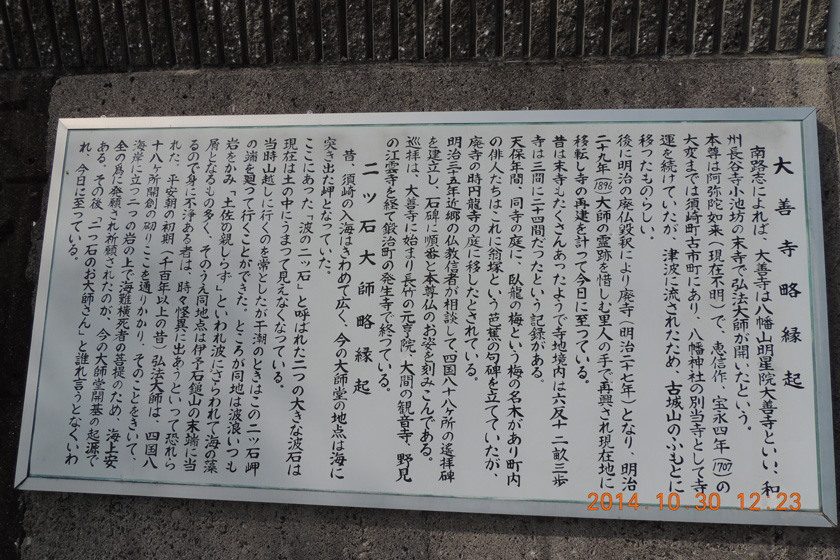 大善寺略縁起
南路志によれば、大善寺は八幡山明星院大善寺といい、和
州長谷寺小池坊の末寺で弘法大師が開いたという。
本尊は阿弥陀如来(現在不明)で、恵信作、宝永四年(1707)の
大変までは須崎町古市町にあり、八幡神社の別当寺として寺
運を続けていたが、津波に流されたため、古城山のふもとに
移つたものらしい。
後に明治の廃仏毀釈により廃寺(明治二十七年)となり、明治
二十九年(1896)大師の霊跡を惜しむ里人の手で再興され現在地に
移転し寺の再建を計って今日に至つている。
昔は末寺もたくさんあったようで寺地境内は六反十二畝三歩
寺は三間に二十四間だつたという記録がある。
天保年間、同寺の庭に、臥龍の梅という梅の名木があり町内
の俳人たちはこれに翁塚という芭蕉の句碑を立てていたが、
廃寺の時円龍寺の庭に移したとされている。
明治三十五年近郷の仏教信者が相談して四国八十八ヶ所の遙拝碑
を建立し、石碑に順番と本尊仏のお姿を刻みこんである。
巡拝は、大善寺に始まり長竹の元亨院、大間の観音寺、野見
の江雲寺を経て鍛治町の発生寺で終つている。
二ツ石大師略縁起
昔、須崎の入海はきわめて広く、今の大師堂の地点は海に
突き出た岬となつていた。
ここにあった「波の二ツ石」と呼ばれた二つの大きな波石は
現在は土の中にうまつて見えなくなっている。
当時山越しに行くのを常としたが干潮のときはこの二ツ石岬
の端を廻って行くことができた。ところが同地は波浪いつも
岩をかみ「土佐の親しらず」といわれ波にさらわれて海の藻
屑となるもの多く、そのうえ同地点は伊予石鎚山の末端に当
るので身に不浄ある者は、時々怪異に出あうといって恐れら
れた。平安朝の初期(千百年以上の昔)弘法大師は、四国八
十八ヶ所開創の砌りここを通りかかり、そのことをきいて、
海岸に立つ二つの岩の上で海難横死者の菩提のため、海上安
全の爲に発願され祈願されたのが、今の大師堂開基の起源で
ある。その後「二つ石のお大師さん」と誰れ言うとなくいわ
れ、今日に至っている。
2014.10.30 12:23